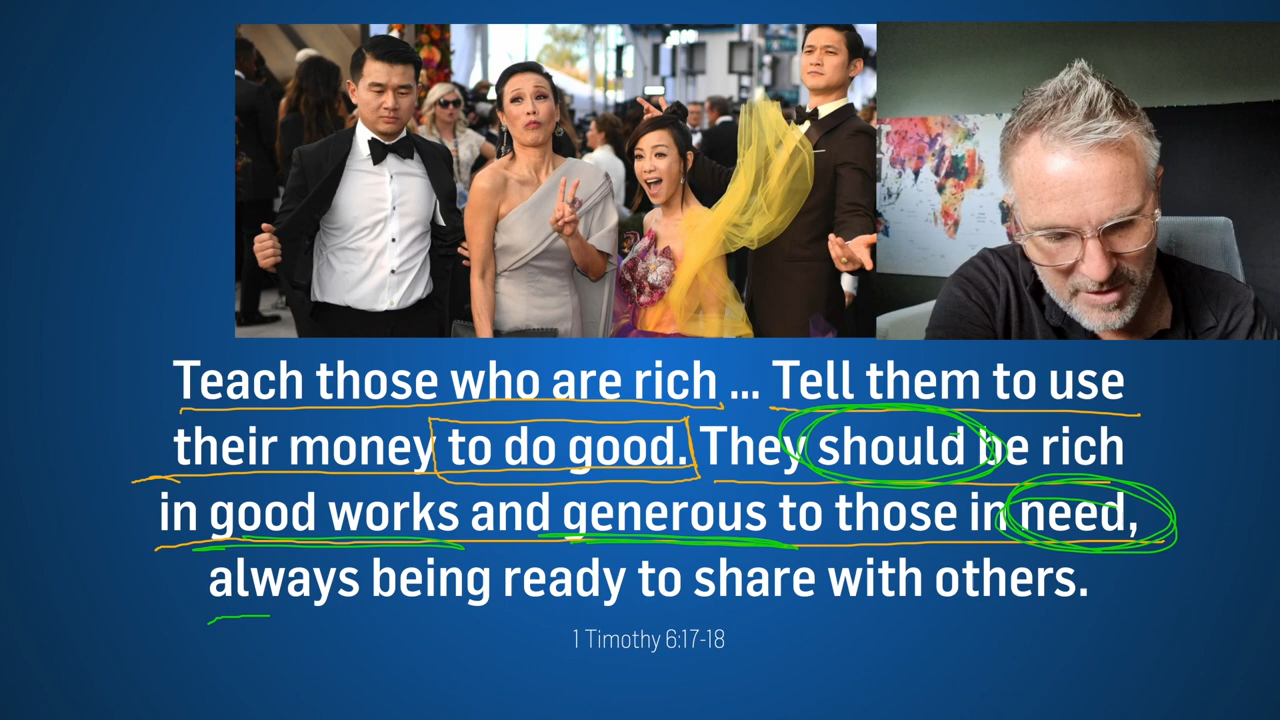 Teach those who are rich ... Tell them to use
their money to do good. They should be rich
in good works and generous to those in need,
always being ready to share with others.
1 Timothy 6:17-18